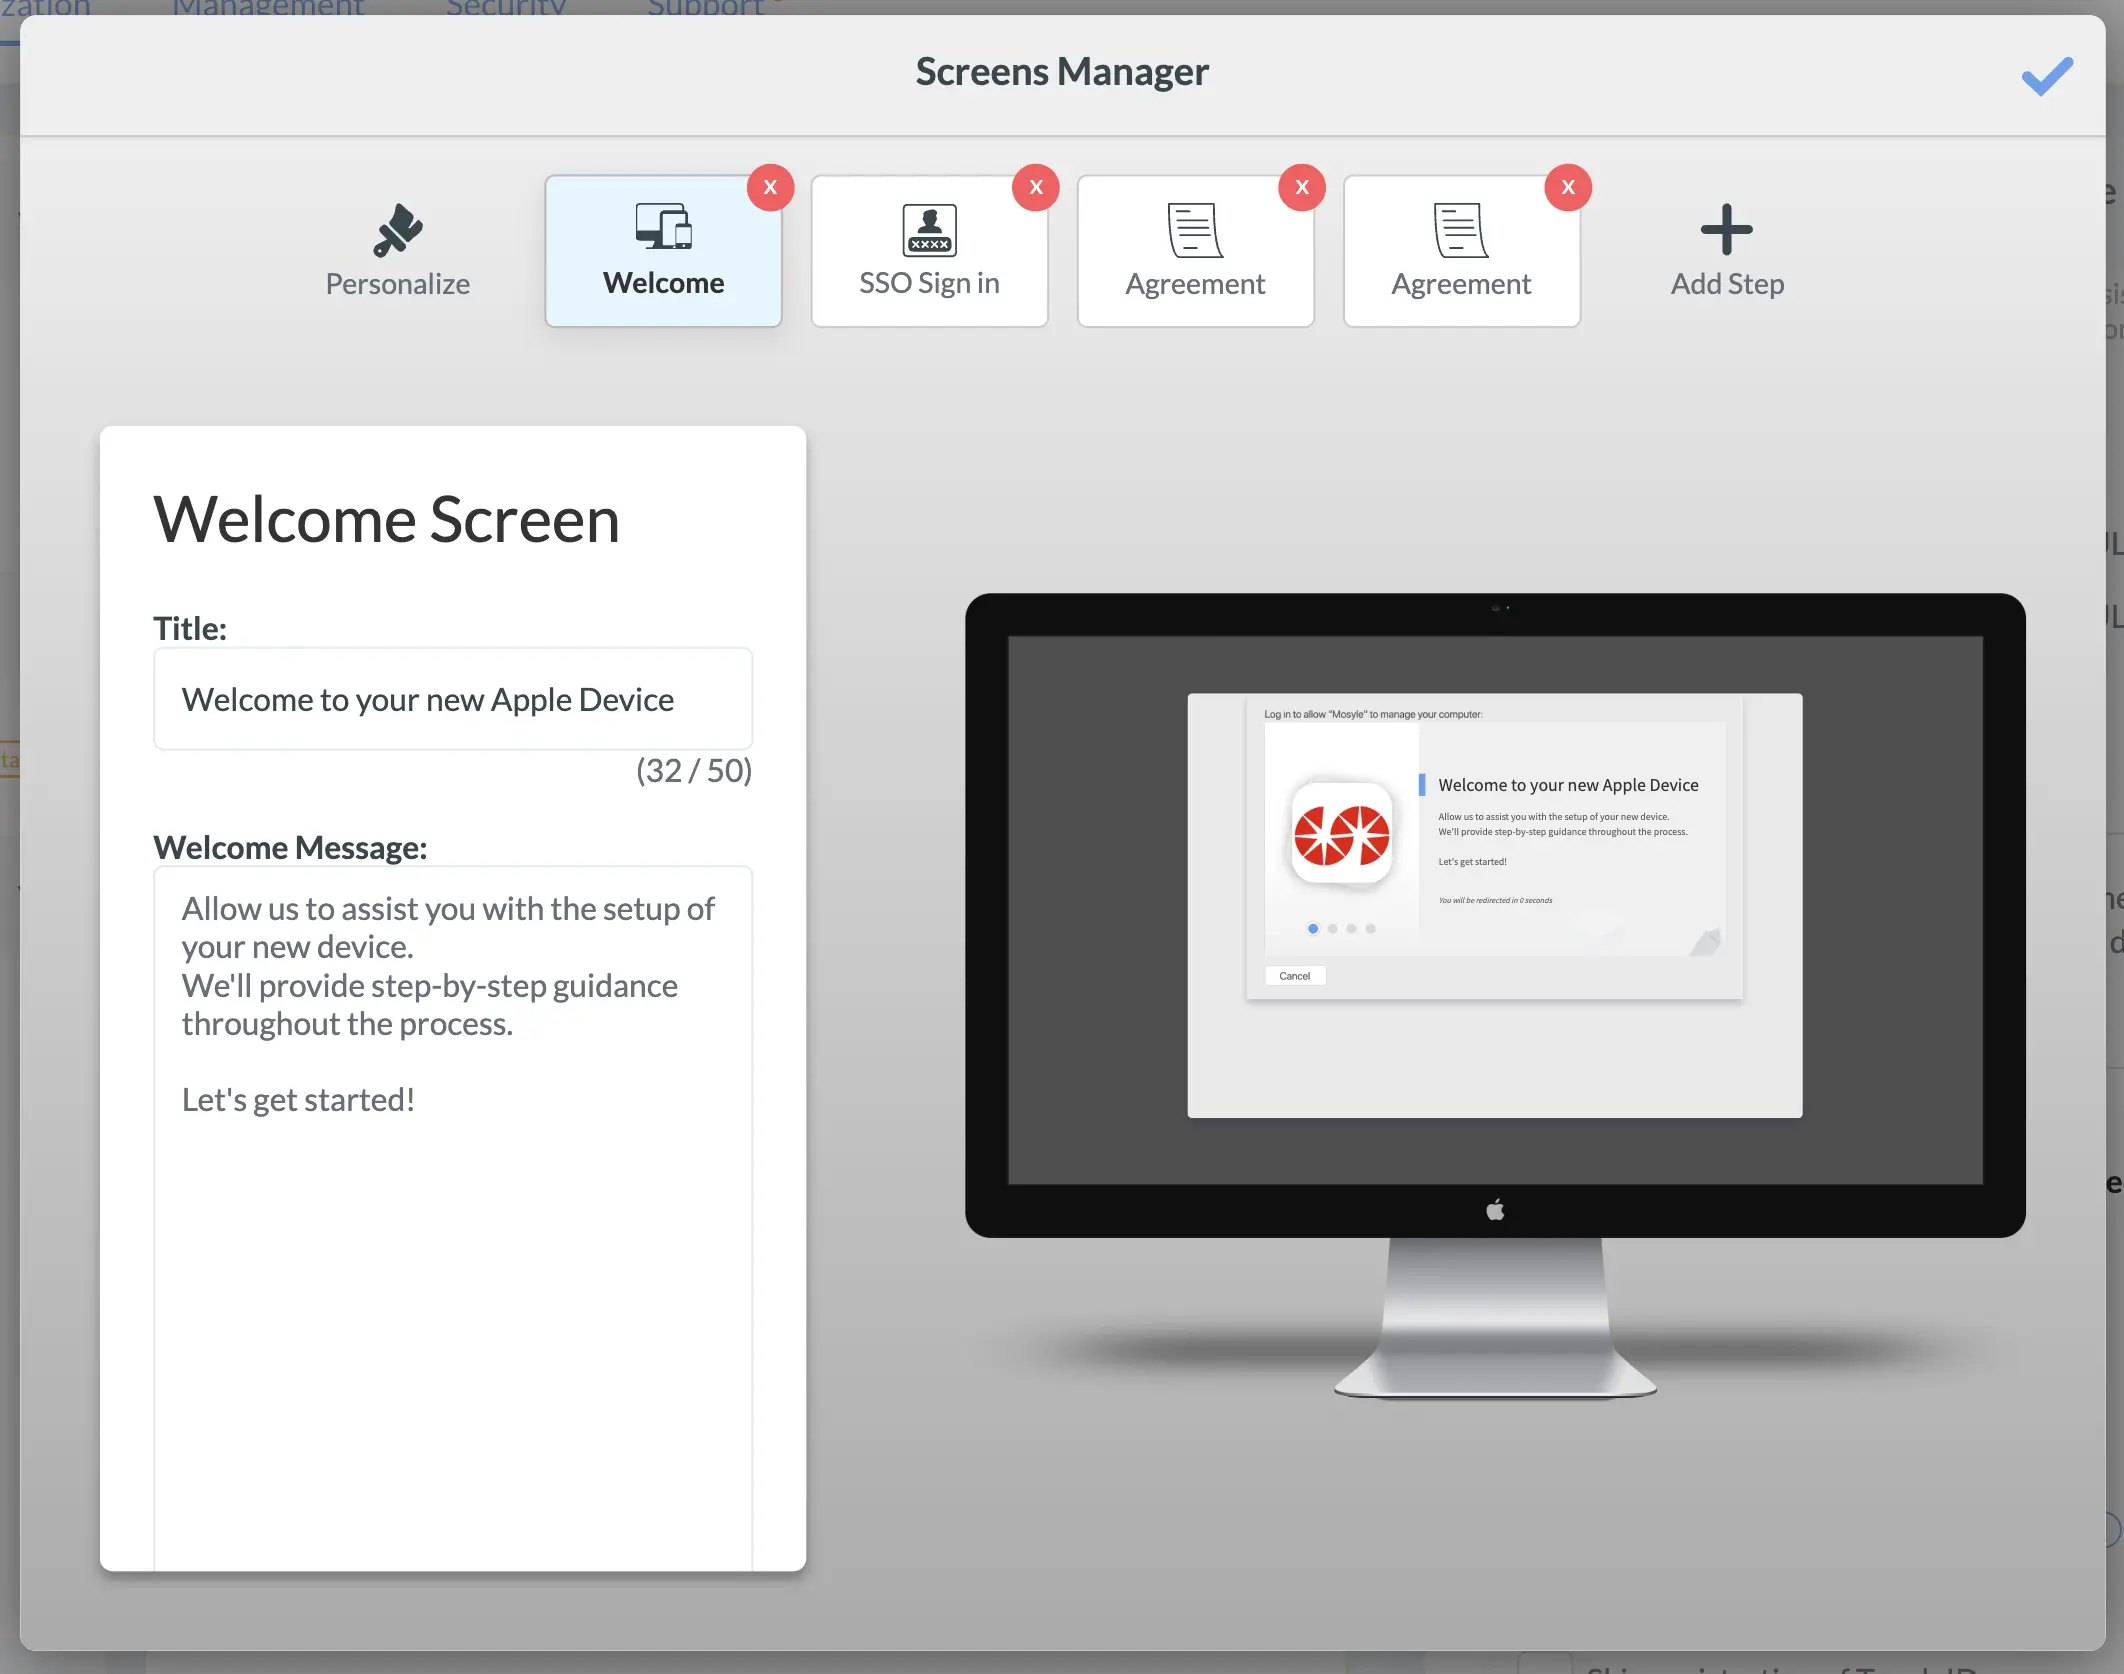 zation Management Security Support
Screens Manager
Personalize
Welcome
X
SSO Sign in
X
Agreement
X
Agreement
X
Add Step
Welcome Screen
Title:
Welcome to your new Apple Device
(32 / 50)
Welcome Message:
Allow us to assist you with the setup of
your new device.
We'll provide step-by-step guidance
throughout the process.
Let's get started!
Log in to allow "Mosyle" to manage your computer:
Welcome to your new Apple Device
Allow us to assist you with the setup of your new device.
We'll provide step-by-step guidance throughout the process.
Let's get started!
You will be redirected in 0 seconds
Cancel